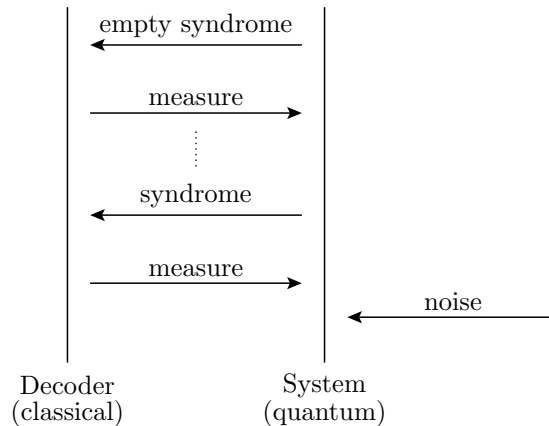 empty syndrome
measure
syndrome
measure
noise
Decoder
(classical)
System
(quantum)